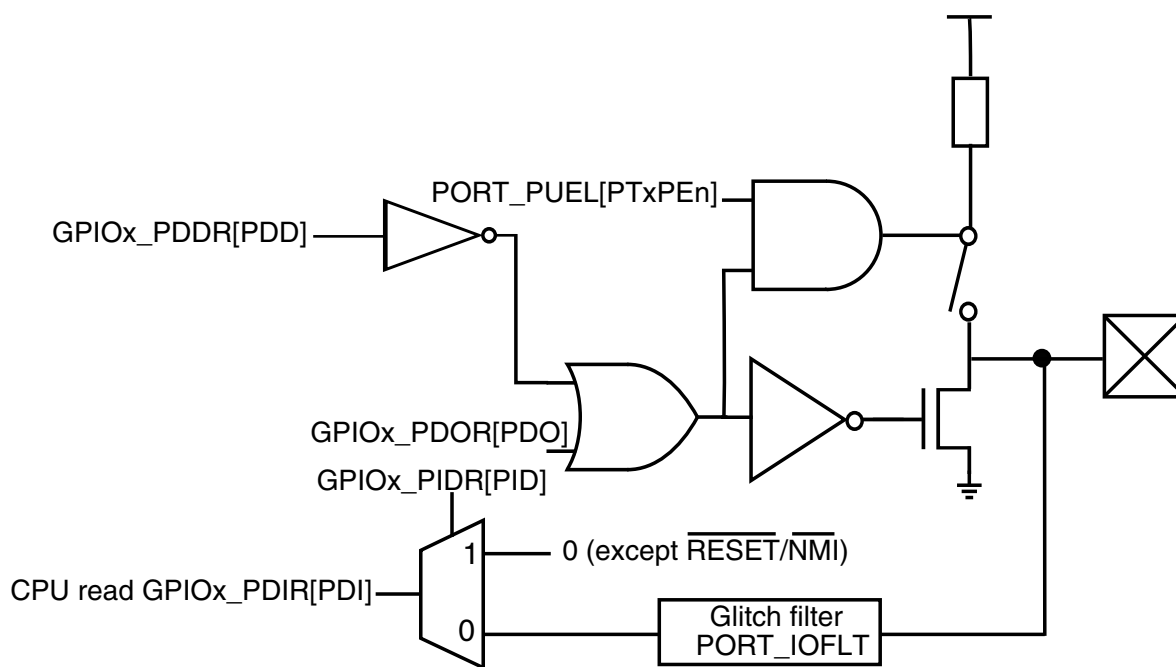 PORT_PUEL[PTxPEn]
GPIOx_PDDR[PDD]
GPIOx_PDOR[PDO]
GPIOx_PIDR[PID]
1
0 (except RESET/NMI)
CPU read GPIOx_PDIR[PDI]
0
Glitch filter
PORT_IOFLT